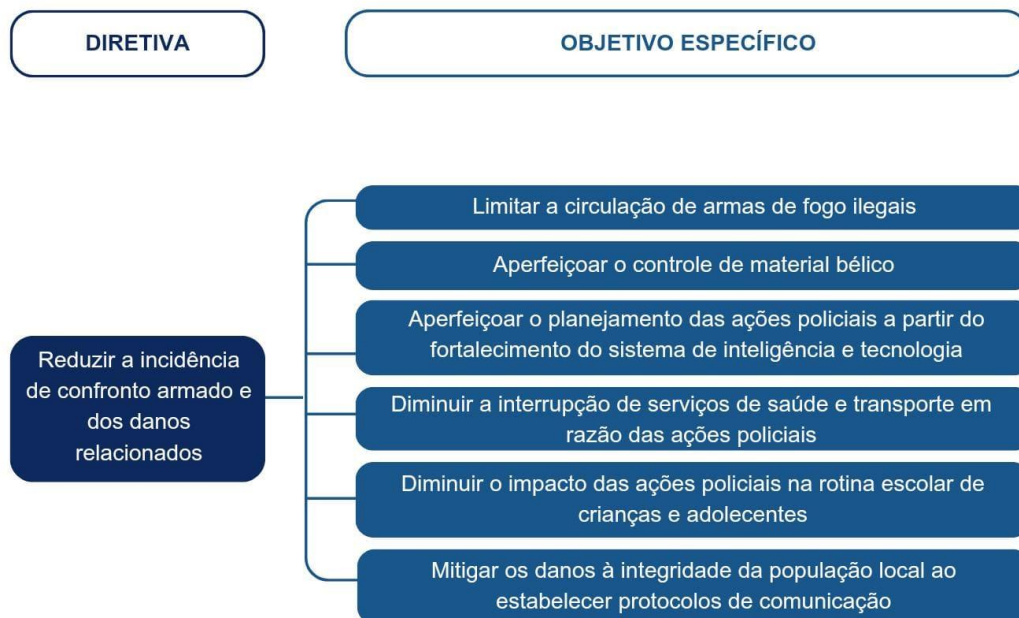 DIRETIVA
OBJETIVO ESPECÍFICO
Reduzir a incidência
de confronto armado e
dos danos
relacionados
Limitar a circulação de armas de fogo ilegais
Aperfeiçoar o controle de material bélico
Aperfeiçoar o planejamento das ações policiais a partir do
fortalecimento do sistema de inteligência e tecnologia
Diminuir a interrupção de serviços de saúde e transporte em
razão das ações policiais
Diminuir o impacto das ações policiais na rotina escolar de
crianças e adolecentes
Mitigar os danos à integridade da população local ao
estabelecer protocolos de comunicação